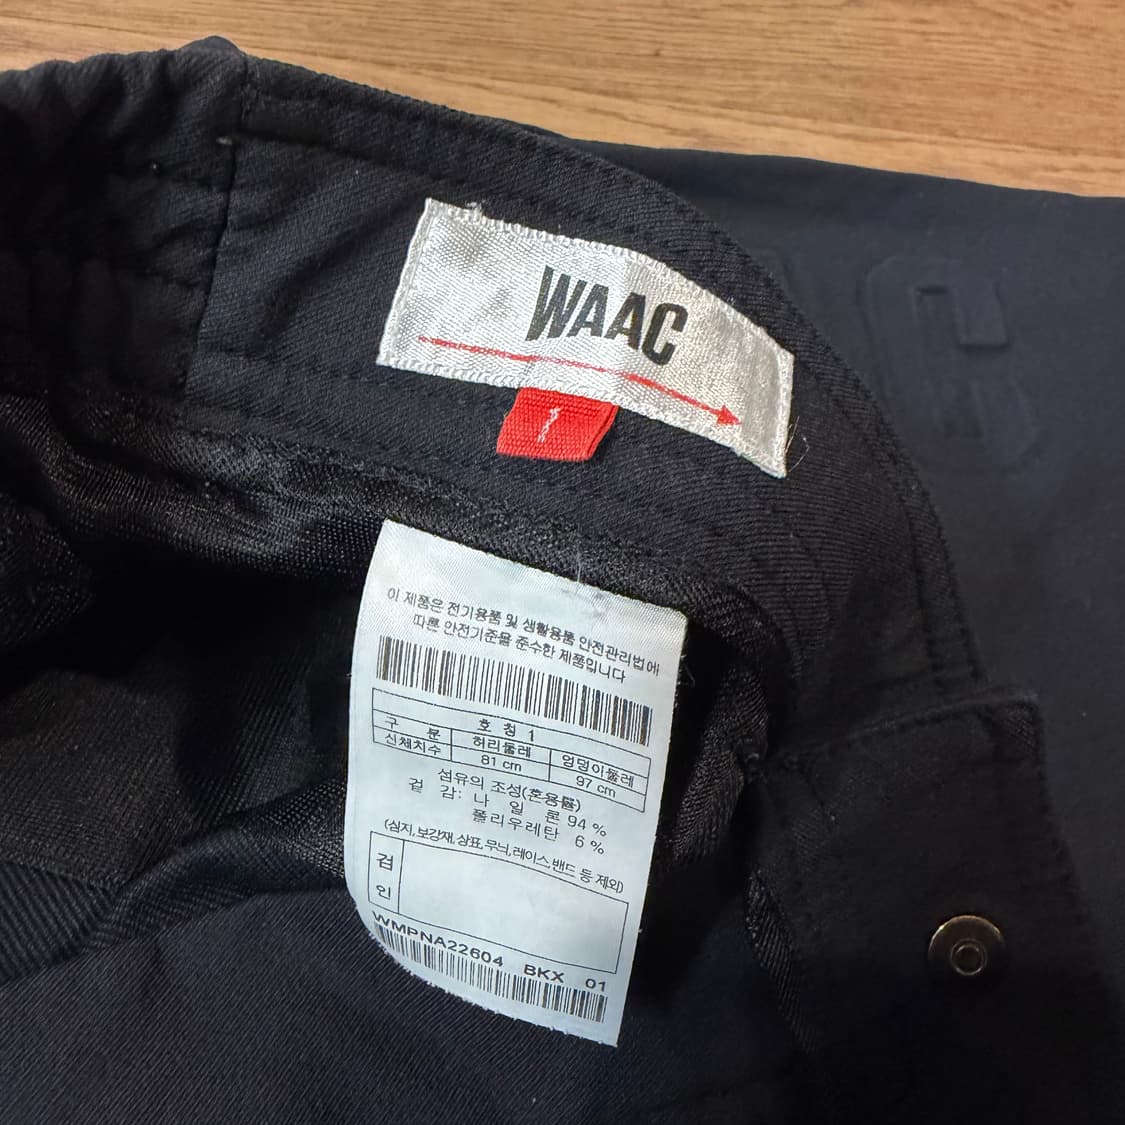 WAAC
1
이 제품은 전기용품 및 생활용품 안전관리법에
따른 안전기준을 준수한 제품입니다
구 분 호 칭 1
신체치수 허리둘레 엉덩이둘레
81 cm 97 cm
섬유의 조성(혼용률)
겉 감: 나 일 론 94 %
폴리우레탄 6 %
(심지,보강재,상표,무늬,레이스,밴드 등 제외)
검
인
WMPNA22604 BKX 01